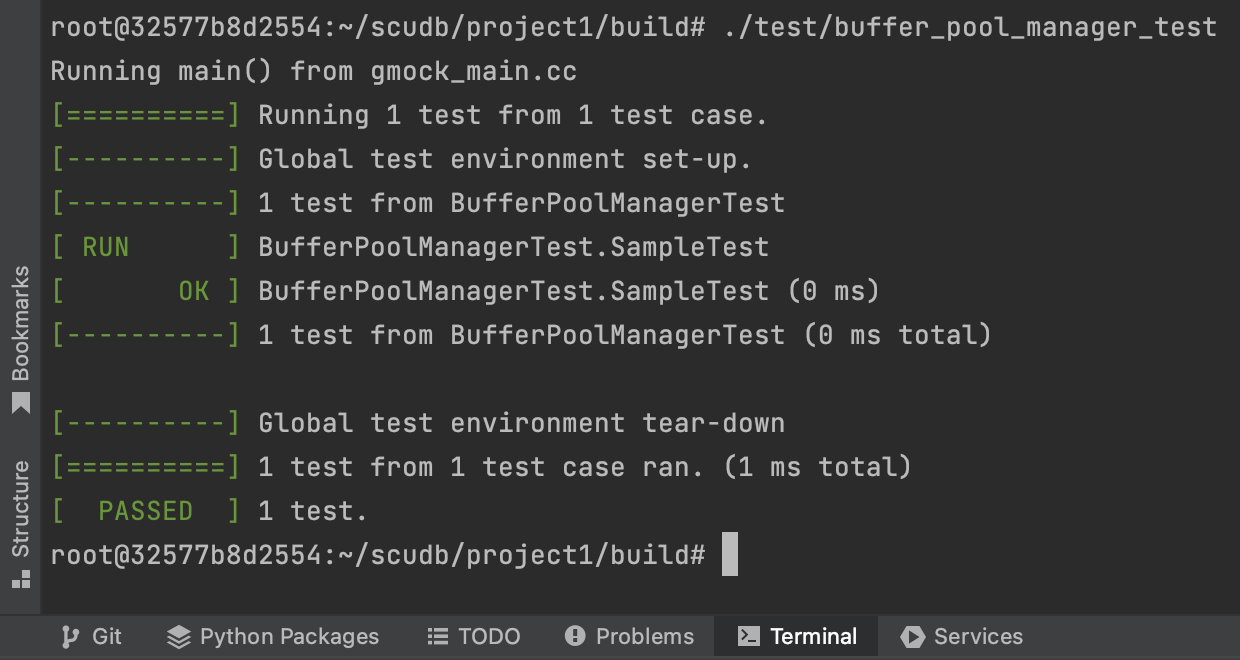 root@32577b8d2554:~/scudb/project1/build# ./test/buffer_pool_manager_test
Running main() from gmock_main.cc
[==========] Running 1 test from 1 test case.
[----------] Global test environment set-up.
[----------] 1 test from BufferPoolManagerTest
[ RUN      ] BufferPoolManagerTest.SampleTest
[       OK ] BufferPoolManagerTest.SampleTest (0 ms)
[----------] 1 test from BufferPoolManagerTest (0 ms total)

[----------] Global test environment tear-down
[==========] 1 test from 1 test case ran. (1 ms total)
[  PASSED  ] 1 test.
root@32577b8d2554:~/scudb/project1/build#
Bookmarks
Structure
Git Python Packages TODO Problems Terminal Services